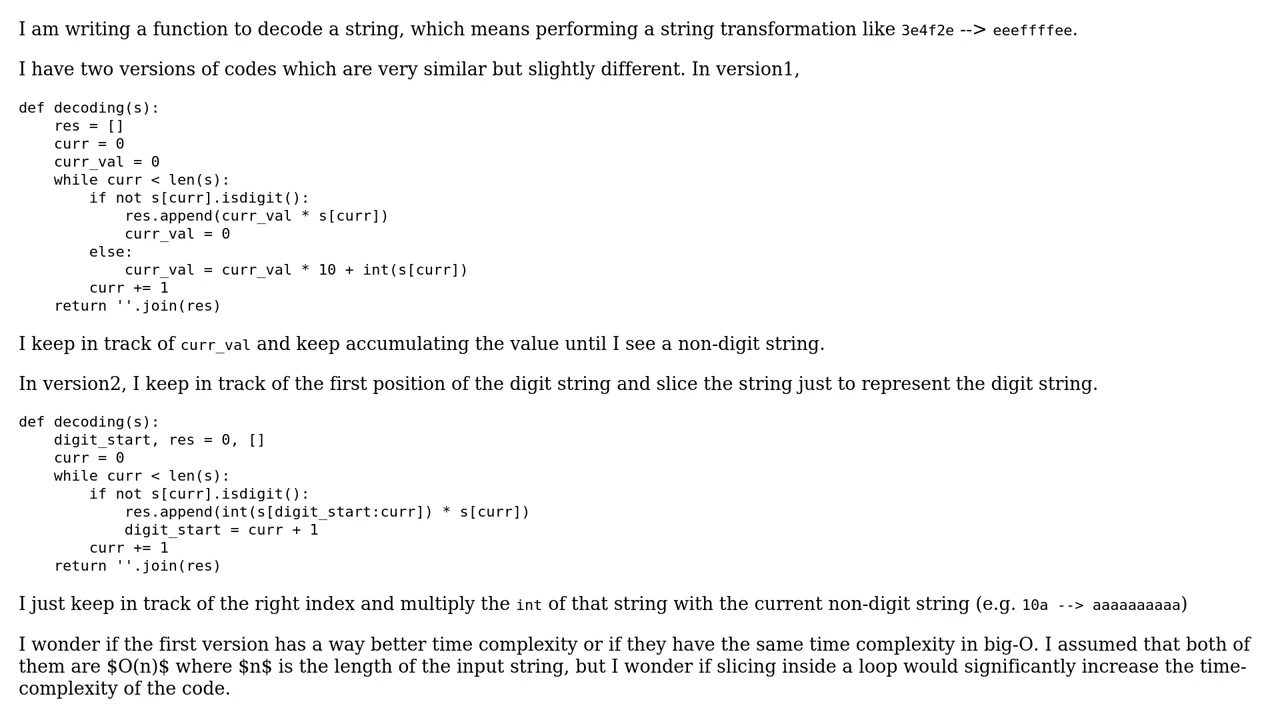 I am writing a function to decode a string, which means performing a string transformation like 3e4f2e --> eeeffffee.
I have two versions of codes which are very similar but slightly different. In version1,
def decoding(s):
    res = []
    curr = 0
    curr_val = 0
    while curr < len(s):
        if not s[curr].isdigit():
            res.append(curr_val * s[curr])
            curr_val = 0
        else:
            curr_val = curr_val * 10 + int(s[curr])
        curr += 1
    return ''.join(res)
I keep in track of curr_val and keep accumulating the value until I see a non-digit string.
In version2, I keep in track of the first position of the digit string and slice the string just to represent the digit string.
def decoding(s):
    digit_start, res = 0, []
    curr = 0
    while curr < len(s):
        if not s[curr].isdigit():
            res.append(int(s[digit_start:curr]) * s[curr])
            digit_start = curr + 1
        curr += 1
    return ''.join(res)
I just keep in track of the right index and multiply the int of that string with the current non-digit string (e.g. 10a --> aaaaaaaaaa)
I wonder if the first version has a way better time complexity or if they have the same time complexity in big-O. I assumed that both of
them are $O(n)$ where $n$ is the length of the input string, but I wonder if slicing inside a loop would significantly increase the time-
complexity of the code.